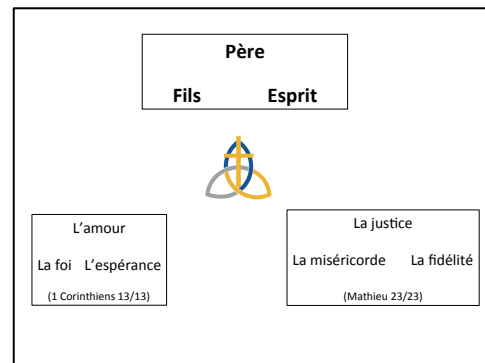 Père
Fils Esprit
L'amour
La foi L'espérance
(1 Corinthiens 13/13)
La justice
La miséricorde La fidélité
(Mathieu 23/23)